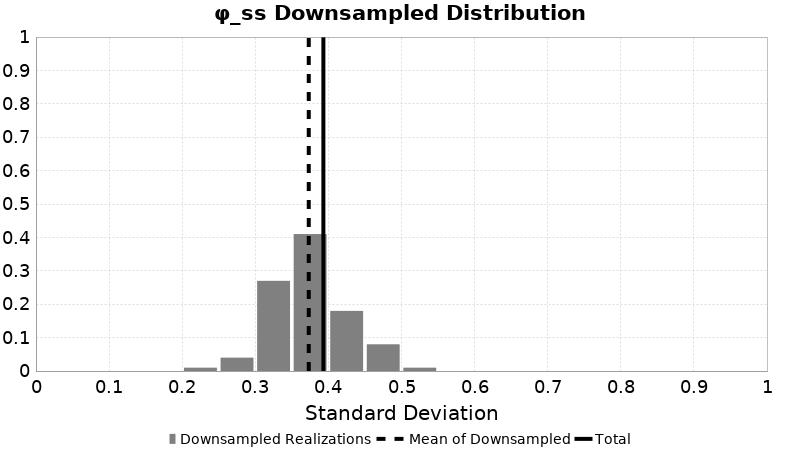 φ_ss Downsampled Distribution
1
0.9
0.8
0.7
0.6
0.5
0.4
0.3
0.2
0.1
0
0 0.1 0.2 0.3 0.4 0.5 0.6 0.7 0.8 0.9 1
Standard Deviation
Downsampled Realizations Mean of Downsampled Total